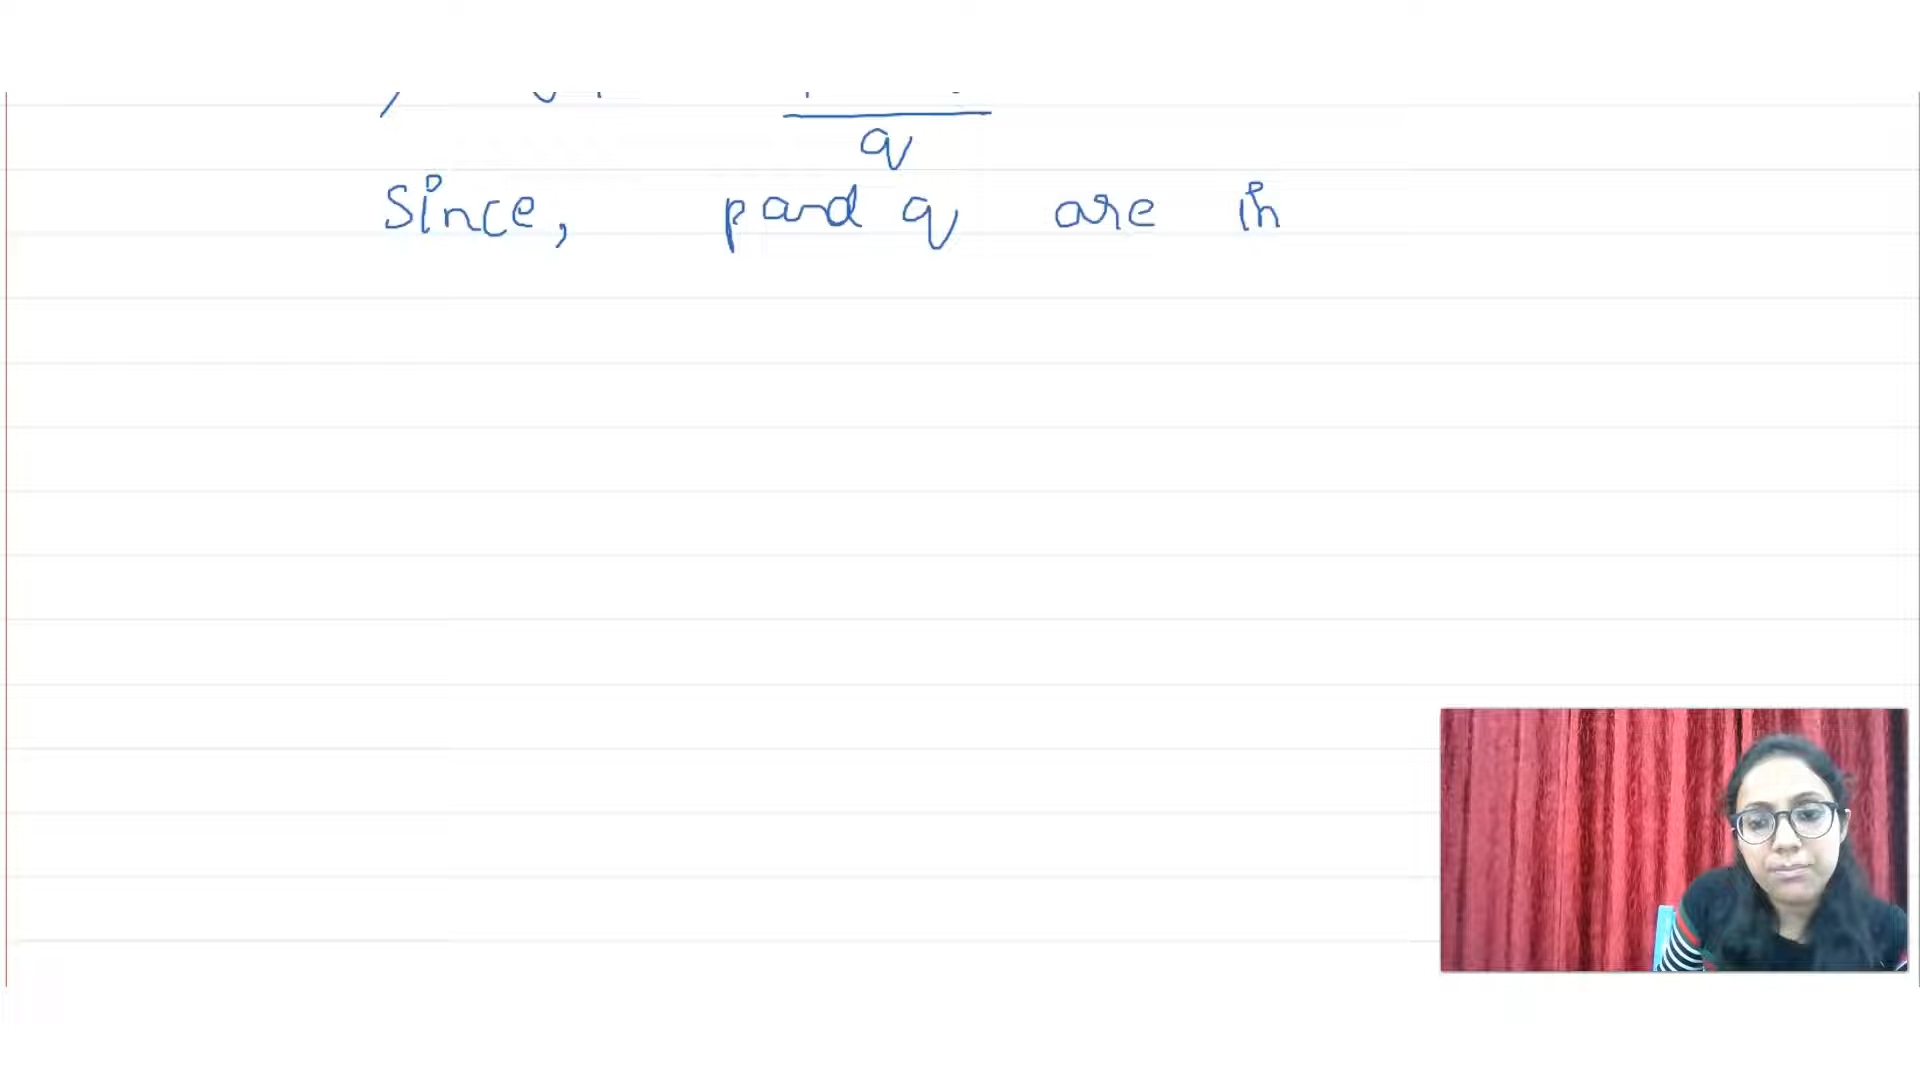 q
Since, p and q are in